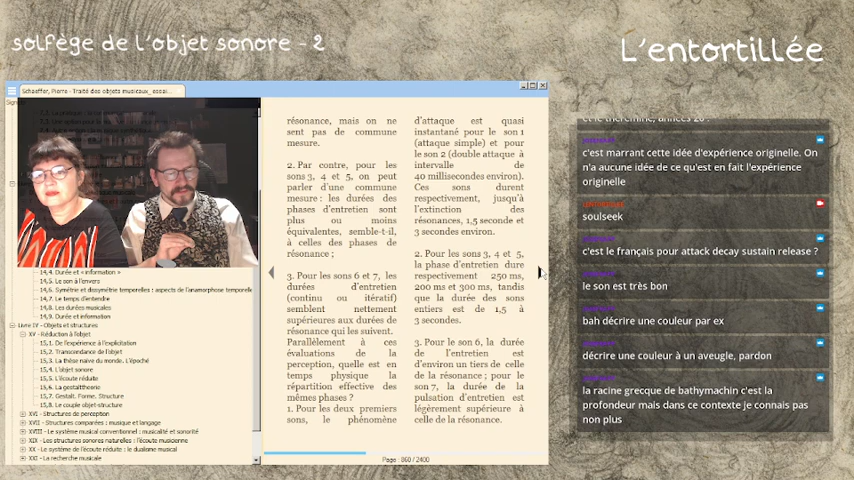 solfège de l'objet sonore - 2
L'entortillée
Schaeffer, Pierre - Traité des objets musicaux_ essai...
14,4. Durée et « information »
14,5. Le son à l'envers
14,6. Symétrie et dissymétrie temporelles : aspects de l'anamorphose temporelle
14,7. Le temps d'entendre
14,8. Les durées musicales
14,9. Durée et information
Livre IV - Objets et structures
XV - Réduction à l'objet
15,1. De l'expérience à l'explicitation
15,2. Transcendance de l'objet
15,3. La thèse naïve du monde. L'époché
15,4. L'objet sonore
15,5. L'écoute réduite
15,6. La gestalttheorie
15,7. Gestalt. Forme. Structure
15,8. Le couple objet-structure
XVI - Structures de perception
XVII - Structures comparées : musique et langage
XVIII - Le système musical conventionnel : musicalité et sonorité
XIX - Les structures sonores naturelles : l'écoute musicienne
XX - Le système de l'écoute réduite : le dualisme musical
XXI - La recherche musicale
résonance, mais on ne
sent pas de commune
mesure.
2. Par contre, pour les
sons 3, 4 et 5, on peut
parler d'une commune
mesure : les durées des
phases d'entretien sont
plus ou moins
équivalentes, semble-t-il,
à celles des phases de
résonance ;
3. Pour les sons 6 et 7, les
durées d'entretien
(continu ou itératif)
semblent nettement
supérieures aux durées de
résonance qui les suivent.
Parallèlement à ces
évaluations de la
perception, quelle est en
temps physique la
répartition effective des
mêmes phases ?
1. Pour les deux premiers
sons, le phénomène
d'attaque est quasi
instantané pour le son 1
(attaque simple) et pour
le son 2 (double attaque à
intervalle de
40 millisecondes environ).
Ces sons durent
respectivement, jusqu'à
l'extinction des
résonances, 1,5 seconde et
3 secondes environ.
2. Pour les sons 3, 4 et 5,
la phase d'entretien dure
respectivement 250 ms,
200 ms et 300 ms, tandis
que la durée des sons
entiers est de 1,5 à
3 secondes.
3. Pour le son 6, la durée
de l'entretien est
d'environ un tiers de celle
de la résonance ; pour le
son 7, la durée de la
pulsation d'entretien est
légèrement supérieure à
celle de la résonance.
Page : 860 / 2400
et le thérémine, années 20 ?
c'est marrant cette idée d'expérience originelle. On
n'a aucune idée de ce qu'est en fait l'expérience
originelle
soulseek
c'est le français pour attack decay sustain release ?
le son est très bon
bah décrire une couleur par ex
décrire une couleur à un aveugle, pardon
la racine grecque de bathymachin c'est la
profondeur mais dans ce contexte je connais pas
non plus